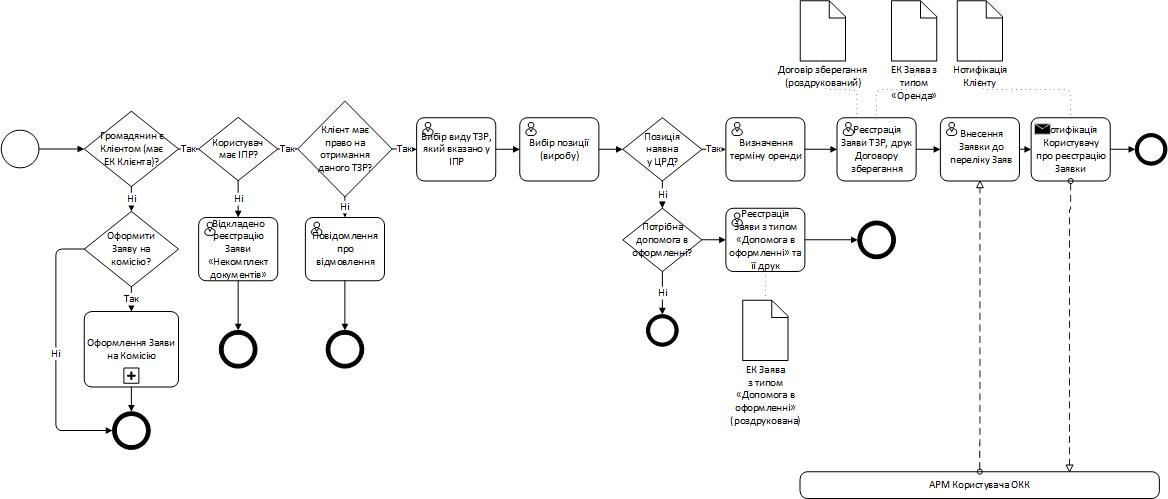 Договір зберегання
(роздрукований)
ЕК Заява з
типом
«Оренда»
Нотифікація
Клієнту
Громадянин є
Клієнтом (має
ЕК Клієнта)?
Так
Користувач
має ІПР?
Так
Клієнт має
право на
отримання
даного ТЗР?
Так
Вибір виду ТЗР,
який вказано у
ІПР
Вибір позиції
(виробу)
Позиція
наявна
у ЦРД?
Так
Визначення
терміну оренди
Реєстрація
Заяви ТЗР, друк
Договору
зберегання
Внесення
Заявки до
переліку Заяв
Нотифікація
Користувачу
про реєстрацію
Заявки
Ні
Ні
Ні
Ні
Оформити
Заяву на
комісію?
Відкладено
реєстрацію
Заяви
«Некомплект
документів»
Повідомлення
про
відмовлення
Потрібна
допомога в
оформленні?
Реєстрація
Заяви з типом
«Допомога в
оформленні» та
її друк
Так
Ні
Ні
Оформлення Заяви
на Комісію
ЕК Заява
з типом
«Допомога в
оформленні»
(роздрукована)
АРМ Користувача ОКК